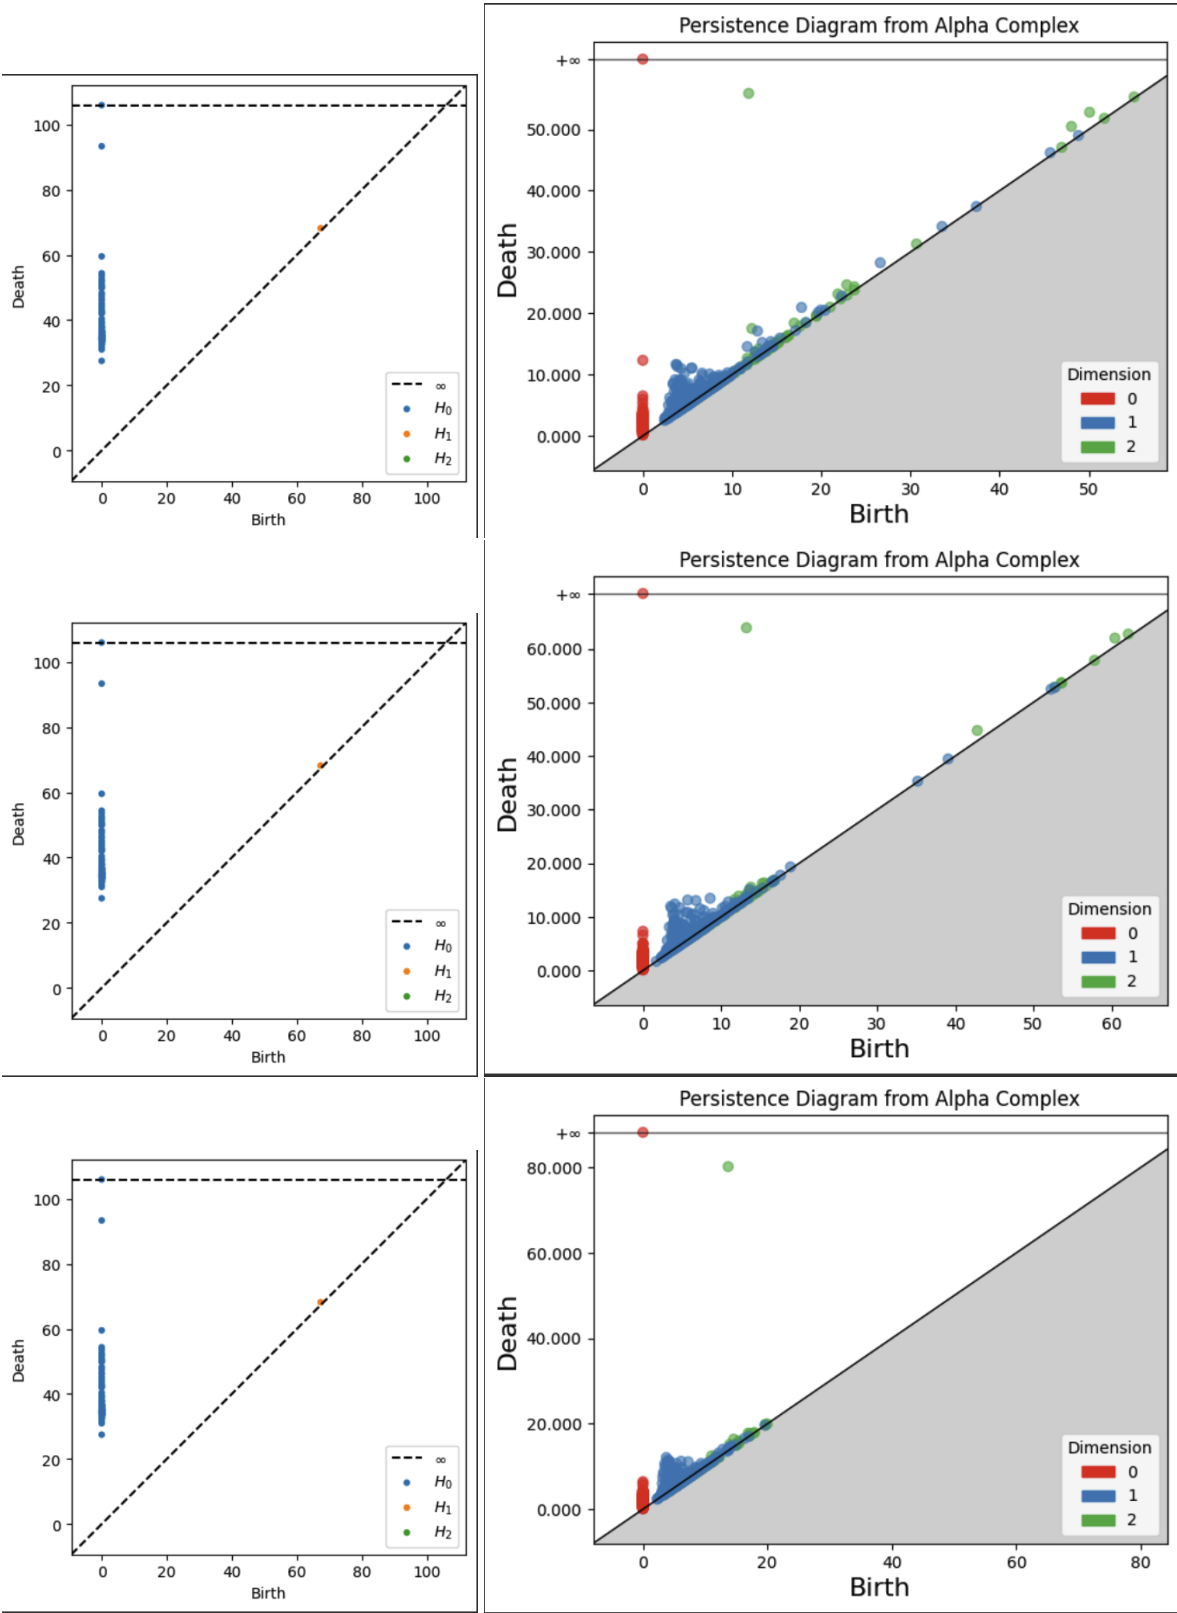 100
80
60
40
20
0
Death
0 20 40 60 80 100
Birth
∞
H₀
H₁
H₂
Persistence Diagram from Alpha Complex
+∞
50.000
40.000
30.000
20.000
10.000
0.000
Death
0 10 20 30 40 50
Birth
Dimension
0
1
2
100
80
60
40
20
0
Death
0 20 40 60 80 100
Birth
∞
H₀
H₁
H₂
Persistence Diagram from Alpha Complex
+∞
60.000
50.000
40.000
30.000
20.000
10.000
0.000
Death
0 10 20 30 40 50 60
Birth
Dimension
0
1
2
100
80
60
40
20
0
Death
0 20 40 60 80 100
Birth
∞
H₀
H₁
H₂
Persistence Diagram from Alpha Complex
+∞
80.000
60.000
40.000
20.000
0.000
Death
0 20 40 60 80
Birth
Dimension
0
1
2